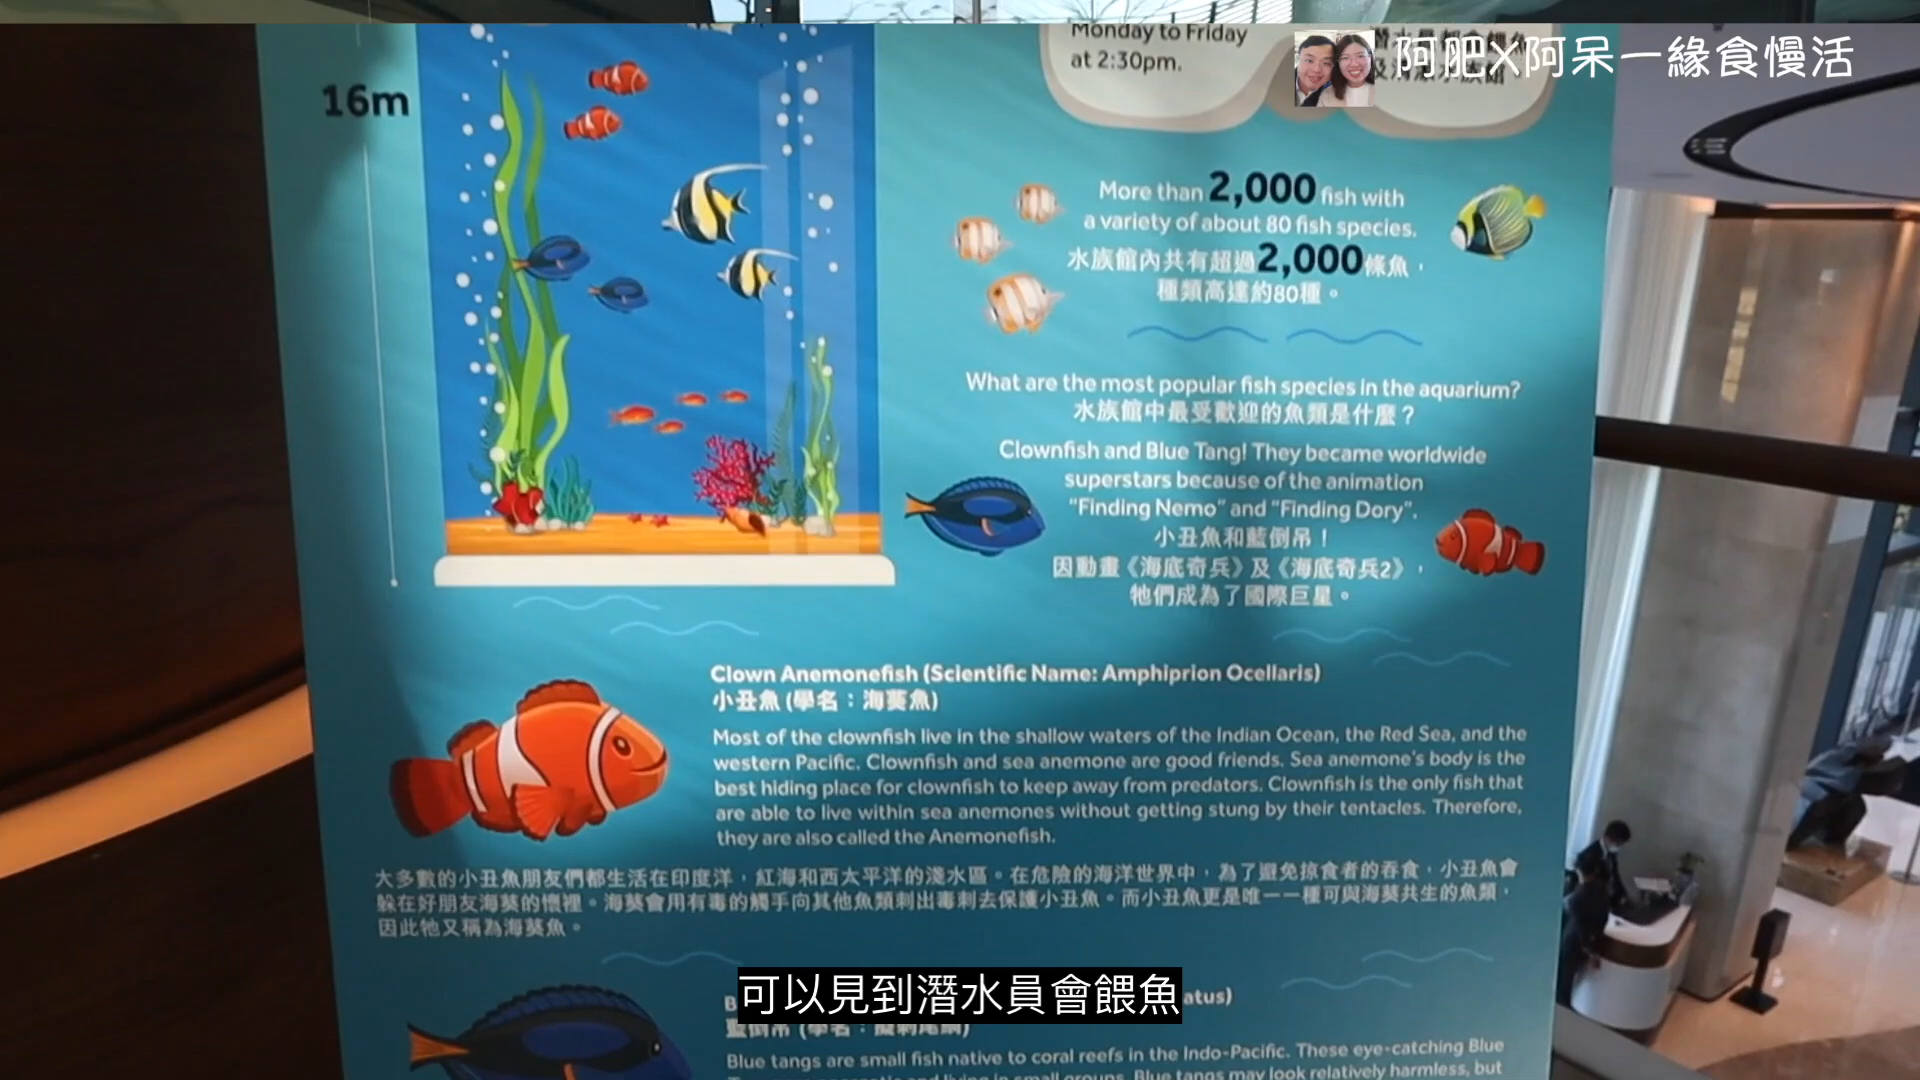 Monday to Friday
at 2:30pm.
阿肥X阿呆一緣食慢活
16m
More than 2,000 fish with
a variety of about 80 fish species.
水族館內共有超過2,000條魚，
種類高達約80種。
What are the most popular fish species in the aquarium?
水族館中最受歡迎的魚類是什麼？
Clownfish and Blue Tang! They became worldwide
superstars because of the animation
"Finding Nemo" and "Finding Dory".
小丑魚和藍倒吊！
因動畫《海底奇兵》及《海底奇兵2》，
牠們成為了國際巨星。
Clown Anemonefish (Scientific Name: Amphiprion Ocellaris)
小丑魚 (學名：海葵魚)
Most of the clownfish live in the shallow waters of the Indian Ocean, the Red Sea, and the
western Pacific. Clownfish and sea anemone are good friends. Sea anemone's body is the
best hiding place for clownfish to keep away from predators. Clownfish is the only fish that
are able to live within sea anemones without getting stung by their tentacles. Therefore,
they are also called the Anemonefish.
大多數的小丑魚朋友們都生活在印度洋，紅海和西太平洋的淺水區。在危險的海洋世界中，為了避免掠食者的吞食，小丑魚會
躲在好朋友海葵的懷裡。海葵會用有毒的觸手向其他魚類刺出毒刺去保護小丑魚。而小丑魚更是唯一一種可與海葵共生的魚類，
因此牠又稱為海葵魚。
可以見到潛水員會餵魚
atus)
Blue tangs are small fish native to coral reefs in the Indo-Pacific. These eye-catching Blue
living in small groups. Blue tangs may look relatively harmless, but